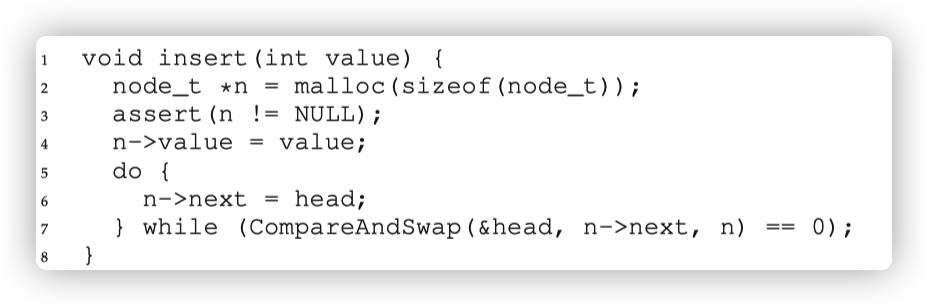 1 void insert(int value) {
2   node_t *n = malloc(sizeof(node_t));
3   assert(n != NULL);
4   n->value = value;
5   do {
6     n->next = head;
7   } while (CompareAndSwap(&head, n->next, n) == 0);
8 }